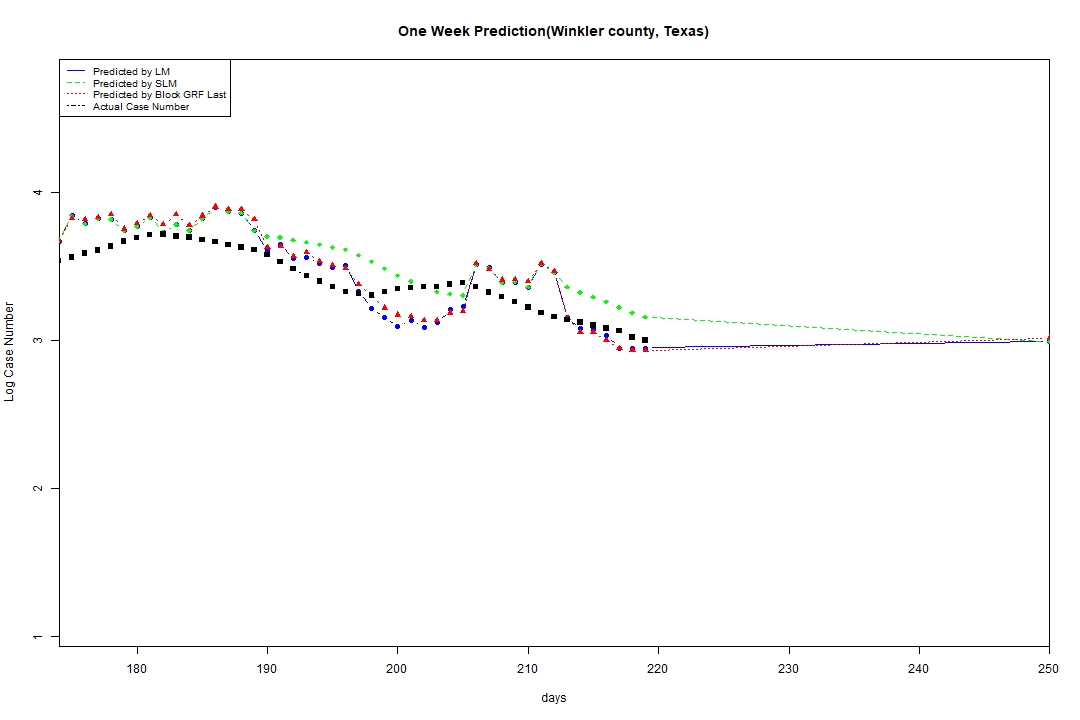 One Week Prediction(Winkler county, Texas)
Predicted by LM
Predicted by SLM
Predicted by Block GRF Last
Actual Case Number
4
3
2
1
Log Case Number
180 190 200 210 220 230 240 250
days